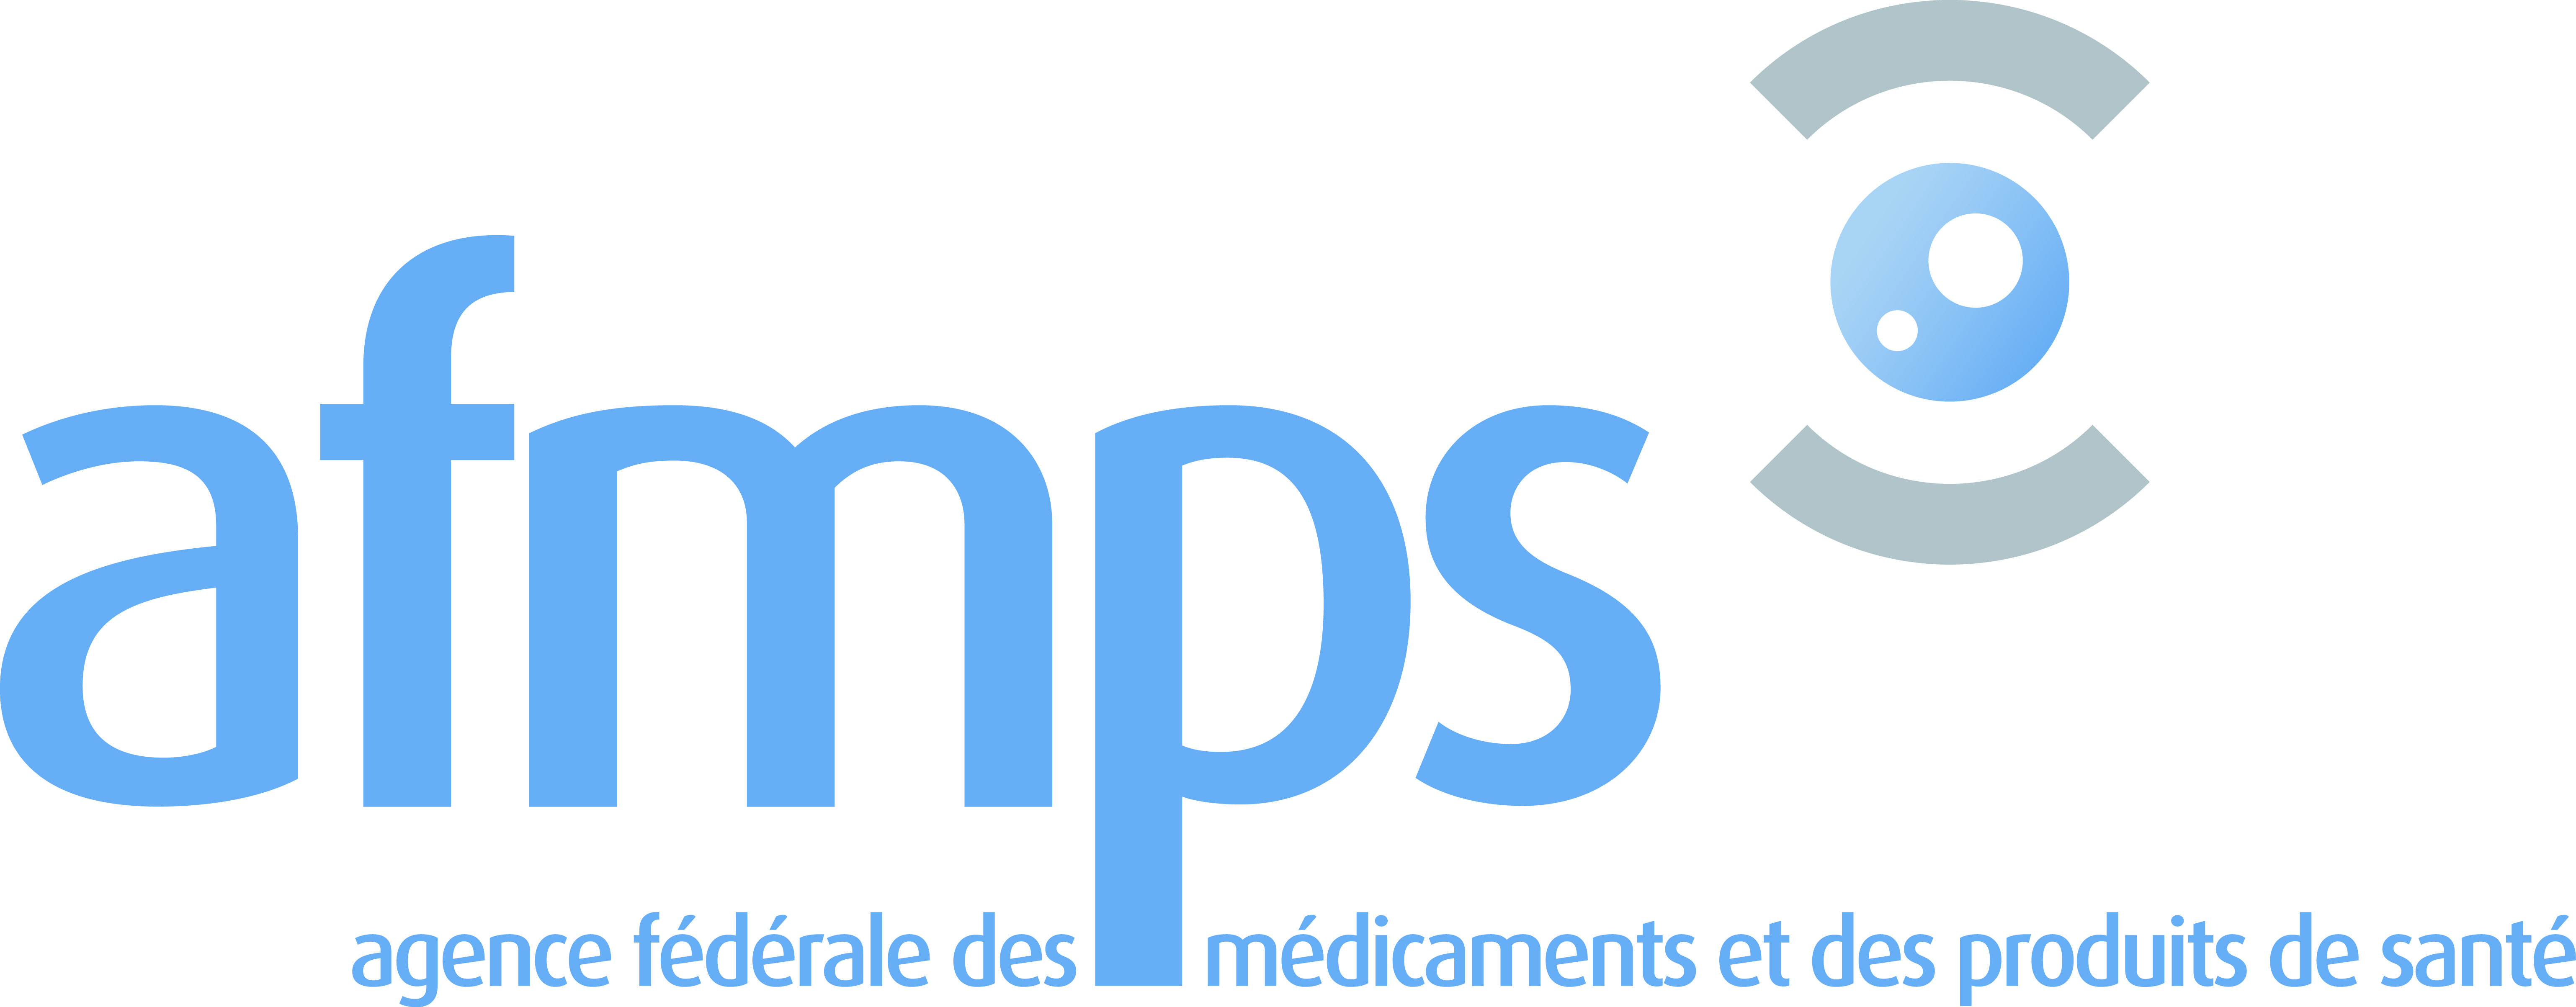 afmps
agence fédérale des médicaments et des produits de santé